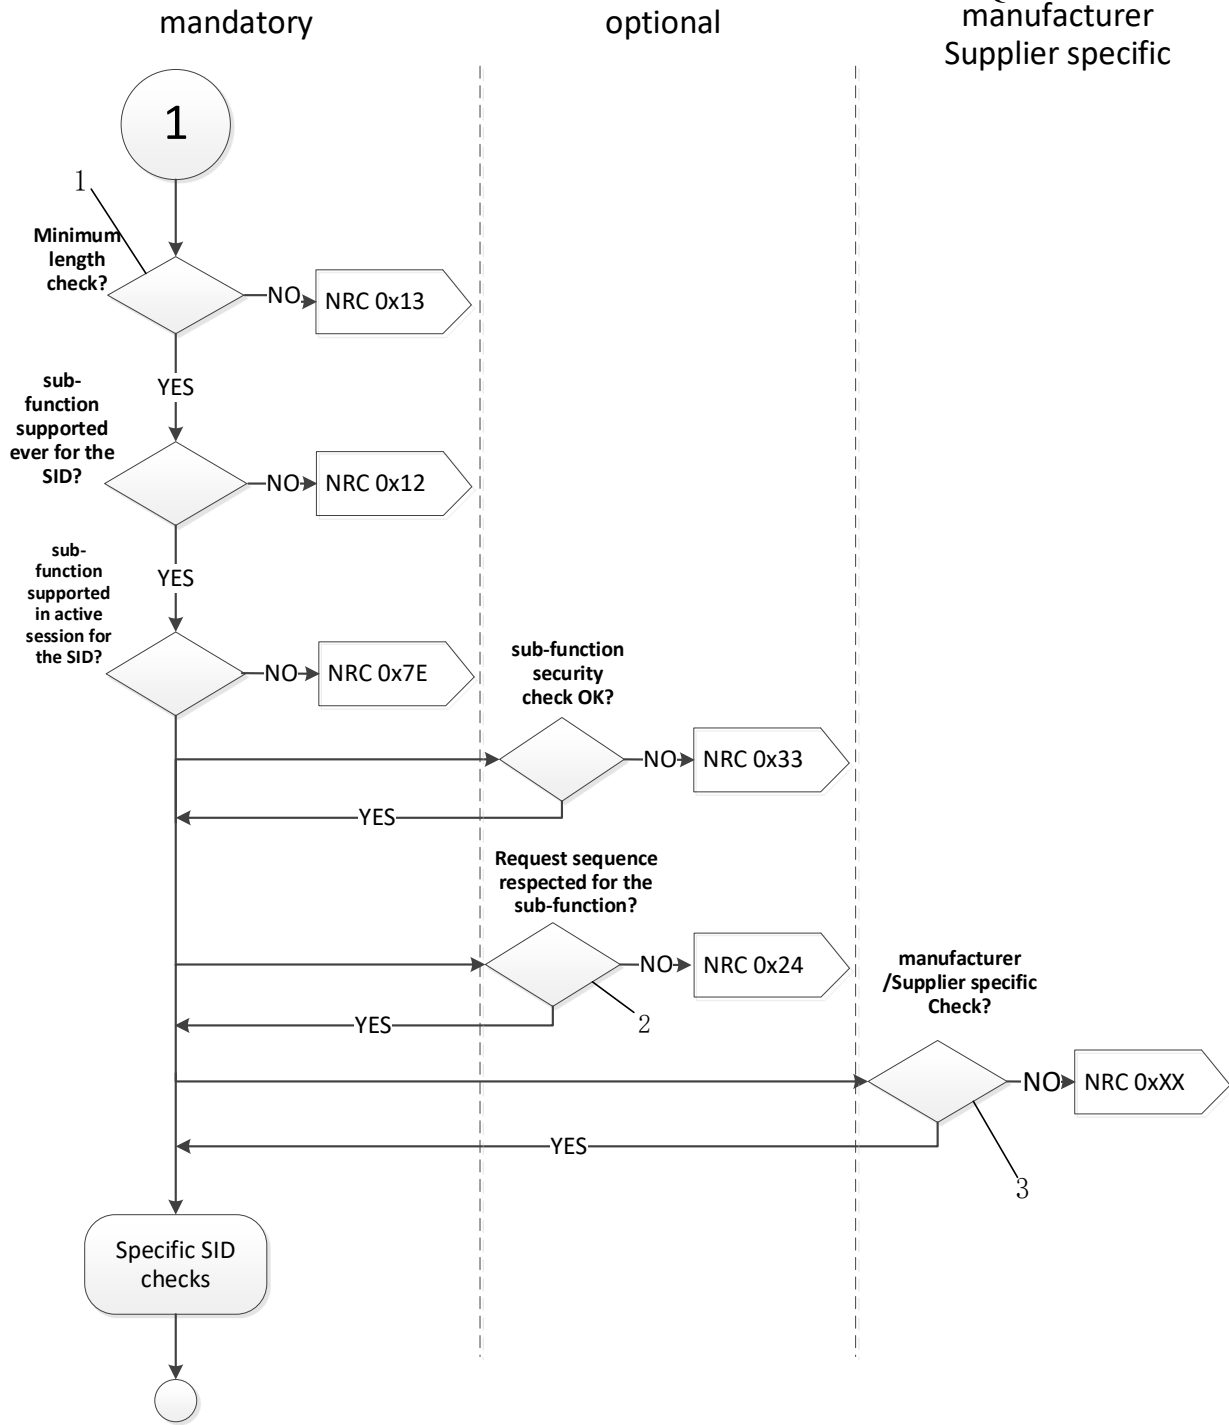 mandatory
optional
manufacturer
Supplier specific
1
1
Minimum
length
check?
NO
NRC 0x13
YES
sub-
function
supported
ever for the
SID?
NO
NRC 0x12
YES
sub-
function
supported
in active
session for
the SID?
NO
NRC 0x7E
sub-function
security
check OK?
NO
NRC 0x33
YES
Request sequence
respected for the
sub-function?
NO
NRC 0x24
2
YES
manufacturer
/Supplier specific
Check?
NO
NRC 0xXX
3
YES
Specific SID
checks